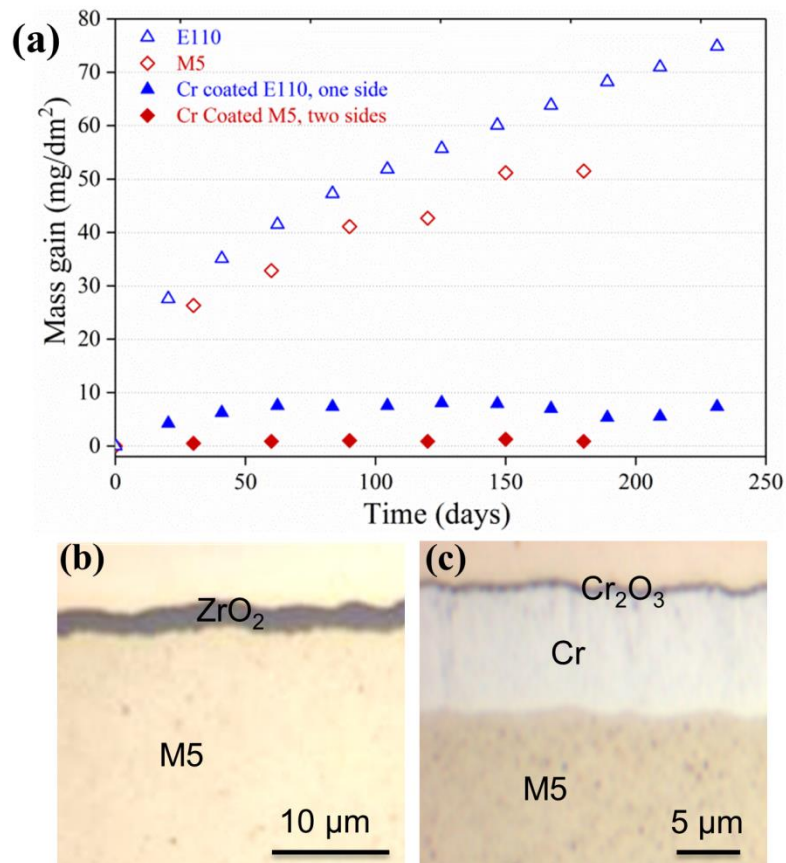 (a)
E110
M5
Cr coated E110, one side
Cr Coated M5, two sides
Mass gain (mg/dm²)
80
70
60
50
40
30
20
10
0
0 50 100 150 200 250
Time (days)
(b)
ZrO₂
M5
10 µm
(c)
Cr₂O₃
Cr
M5
5 µm